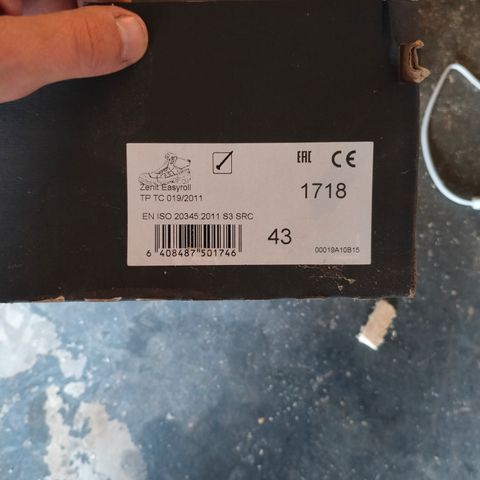 EAC CE
Zenit Easyroll
TP TC 019/2011
1718
EN ISO 20345:2011 S3 SRC
43
6 408487 501746
00019A10B15